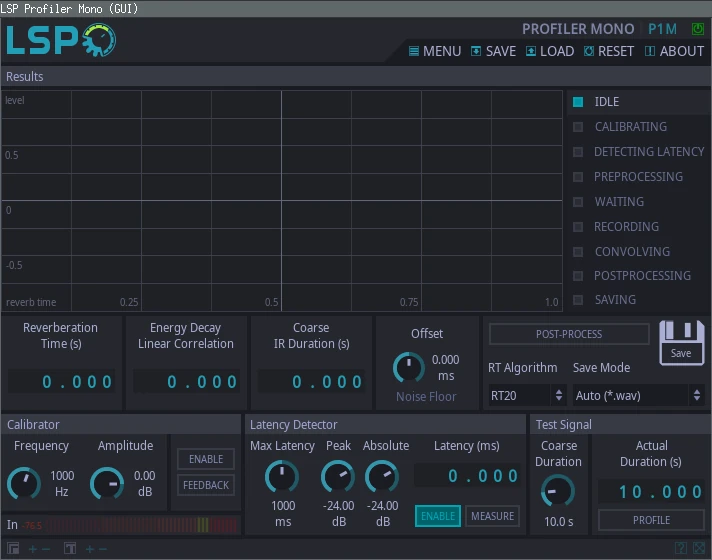 LSP Profiler Mono (GUI)
LSP
PROFILER MONO P1M
MENU SAVE LOAD RESET ABOUT
Results
level
0.5
0
-0.5
reverb time 0.25 0.5 0.75 1.0
IDLE
CALIBRATING
DETECTING LATENCY
PREPROCESSING
WAITING
RECORDING
CONVOLVING
POSTPROCESSING
SAVING
Reverberation
Time (s)
0.000
Energy Decay
Linear Correlation
0.000
Coarse
IR Duration (s)
0.000
Offset
0.000
ms
Noise Floor
POST-PROCESS
Save
RT Algorithm Save Mode
RT20 Auto (*.wav)
Calibrator
Frequency Amplitude
1000
Hz
0.00
dB
ENABLE
FEEDBACK
In -76.5
Latency Detector
Max Latency Peak Absolute Latency (ms)
0.000
1000
ms
-24.00
dB
-24.00
dB
ENABLE MEASURE
Test Signal
Coarse
Duration
10.0 s
Actual
Duration (s)
10.000
PROFILE